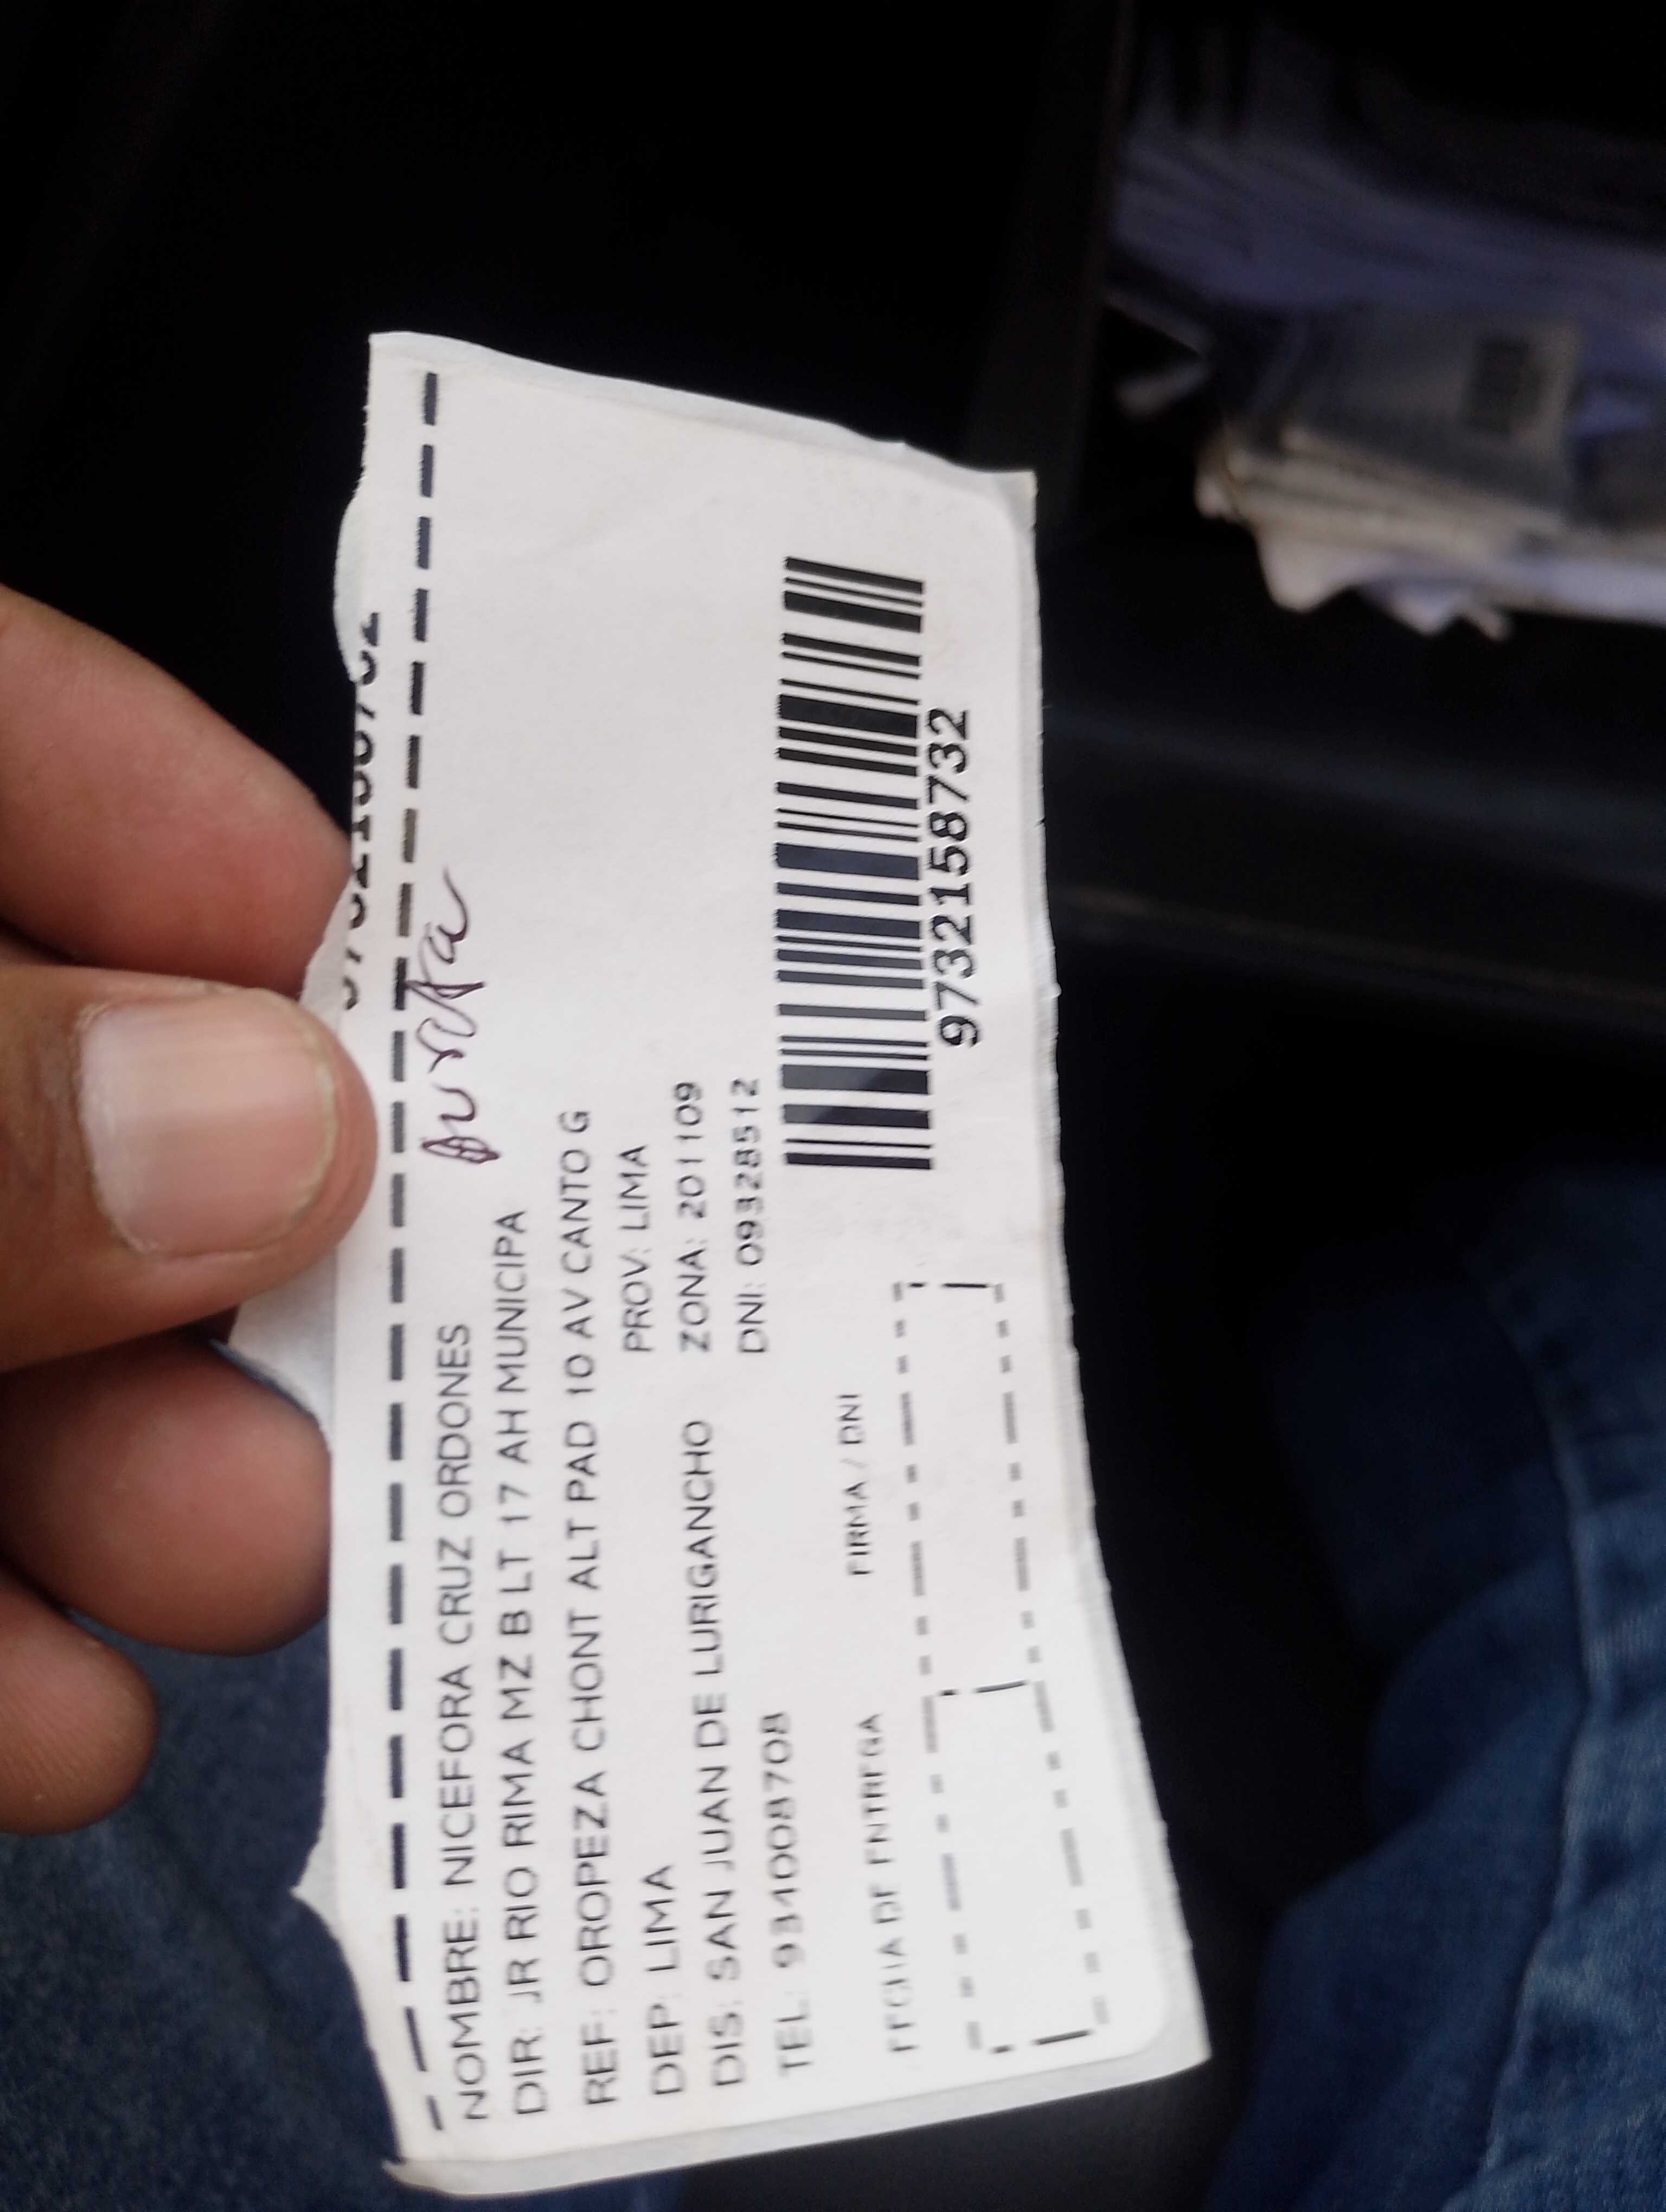 NOMBRE: NICEFORA CRUZ ORDONES
DIR: JR RIO RIMA MZ B LT 17 AH MUNICIPA
REF: OROPEZA CHONT ALT PAD 10 AV CANTO G
DEP: LIMA PROV: LIMA
DIS: SAN JUAN DE LURIGANCHO ZONA: 201109
TEL: 934008708 DNI: 09328512
FECHA DE ENTREGA FIRMA / DNI
9732158732